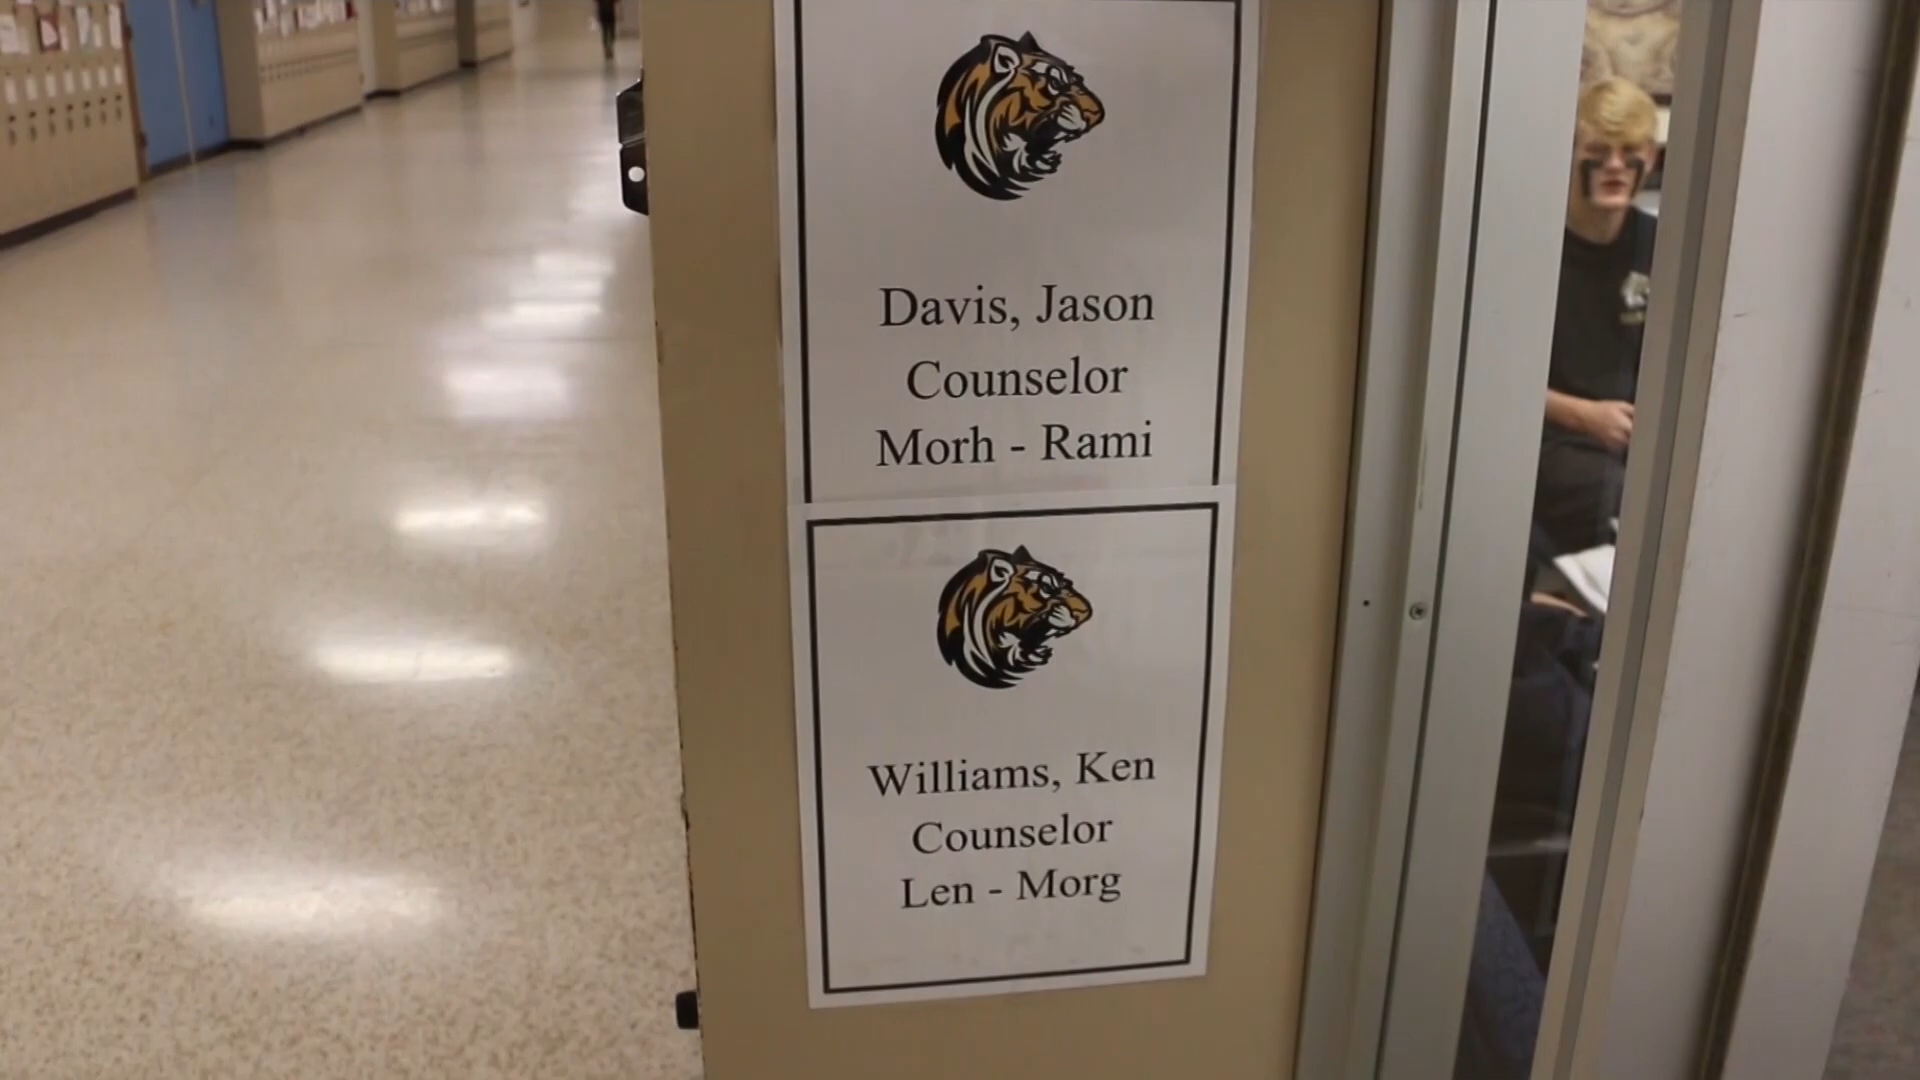 Davis, Jason
Counselor
Morh - Rami
Williams, Ken
Counselor
Len - Morg